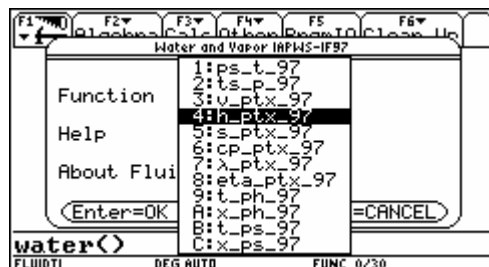 F1 F2 F3 F4 F5 F6
Algebra Calc Other PrgmIO Clean Up
Water and Vapor IAPWS-IF97
Function
Help
About Flui
1:ps_t_97
2:ts_p_97
3:v_ptx_97
4:h_ptx_97
5:s_ptx_97
6:cp_ptx_97
7:λ_ptx_97
8:eta_ptx_97
9:t_ph_97
A:x_ph_97
B:t_ps_97
C:x_ps_97
Enter=OK =CANCEL
water()
FLUIDTI DEG AUTO FUNC 0/30